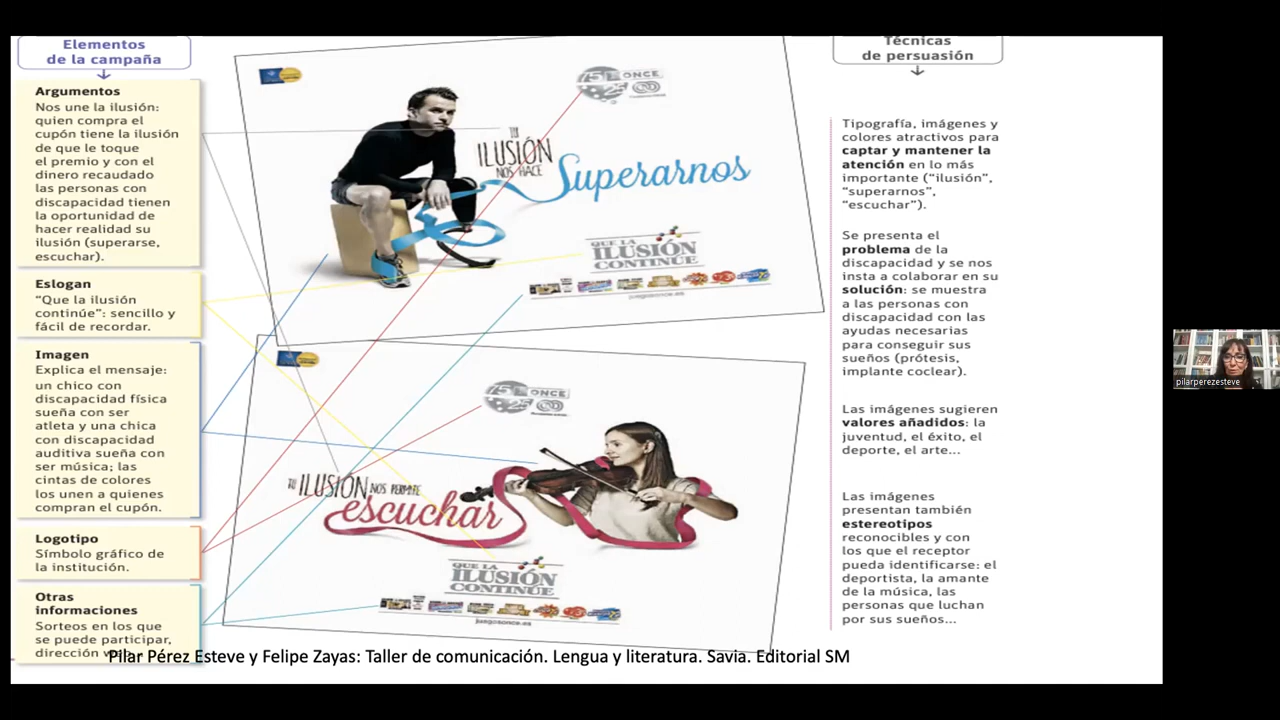 Elementos
de la campaña
Argumentos
Nos une la ilusión:
quien compra el
cupón tiene la ilusión
de que le toque
el premio y con el
dinero recaudado
las personas con
discapacidad tienen
la oportunidad de
hacer realidad su
ilusión (superarse,
escuchar).
Eslogan
“Que la ilusión
continúe”: sencillo y
fácil de recordar.
Imagen
Explica el mensaje:
un chico con
discapacidad física
sueña con ser
atleta y una chica
con discapacidad
auditiva sueña con
ser música; las
cintas de colores
los unen a quienes
compran el cupón.
Logotipo
Símbolo gráfico de
la institución.
Otras
informaciones
Sorteos en los que
se puede participar,
dirección
75 ONCE
25
TU
ILUSIÓN
NOS HACE
Superarnos
QUE LA
ILUSIÓN
CONTINÚE
juegosonce.es
75 ONCE
25
TU ILUSIÓN NOS PERMITE
escuchar
QUE LA
ILUSIÓN
CONTINÚE
juegosonce.es
Técnicas
de persuasión
Tipografía, imágenes y
colores atractivos para
captar y mantener la
atención en lo más
importante (“ilusión”,
“superarnos”,
“escuchar”).
Se presenta el
problema de la
discapacidad y se nos
insta a colaborar en su
solución: se muestra
a las personas con
discapacidad con las
ayudas necesarias
para conseguir sus
sueños (prótesis,
implante coclear).
Las imágenes sugieren
valores añadidos: la
juventud, el éxito, el
deporte, el arte...
Las imágenes
presentan también
estereotipos
reconocibles y con
los que el receptor
pueda identificarse: el
deportista, la amante
de la música, las
personas que luchan
por sus sueños...
Pilar Pérez Esteve y Felipe Zayas: Taller de comunicación. Lengua y literatura. Savia. Editorial SM
pilarperezesteve